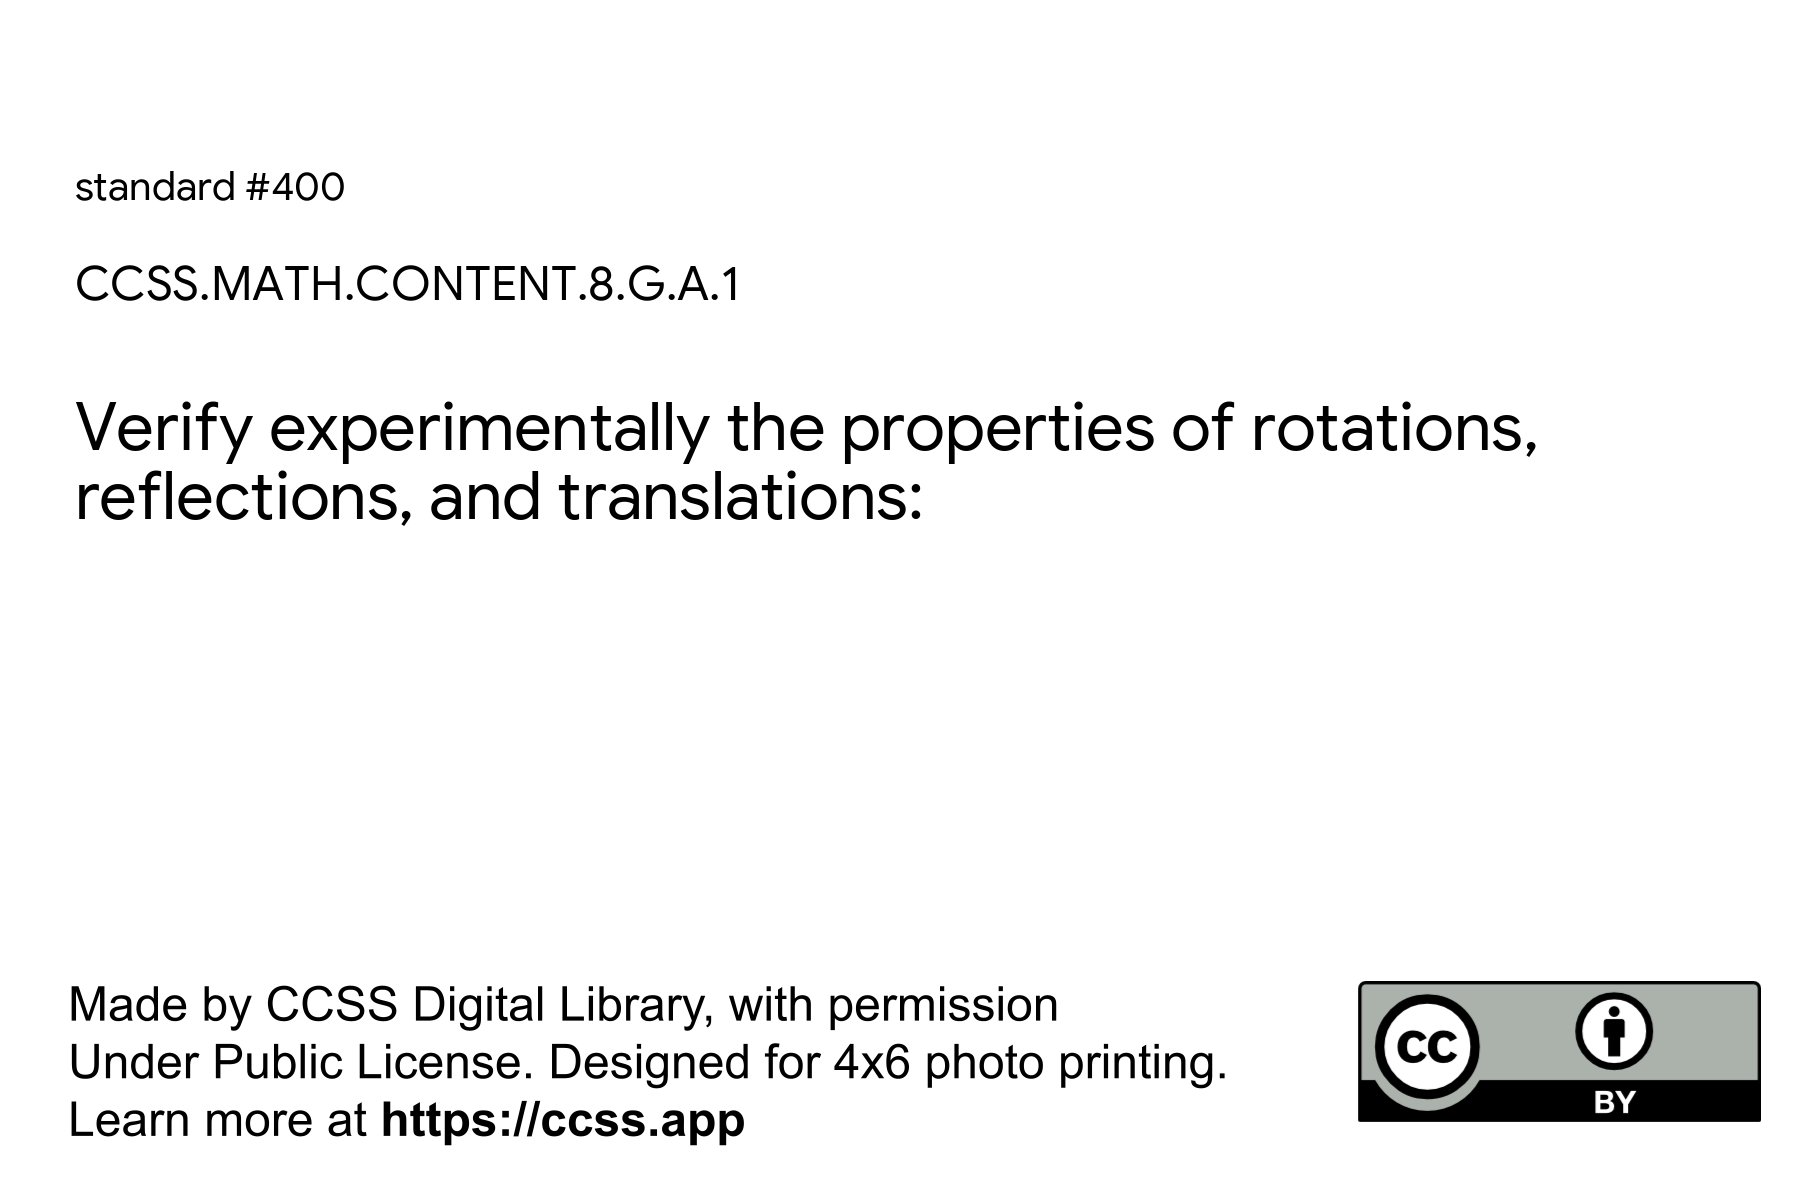 standard #400
CCSS.MATH.CONTENT.8.G.A.1
Verify experimentally the properties of rotations,
reflections, and translations:
Made by CCSS Digital Library, with permission
Under Public License. Designed for 4x6 photo printing.
Learn more at https://ccss.app
cc
BY